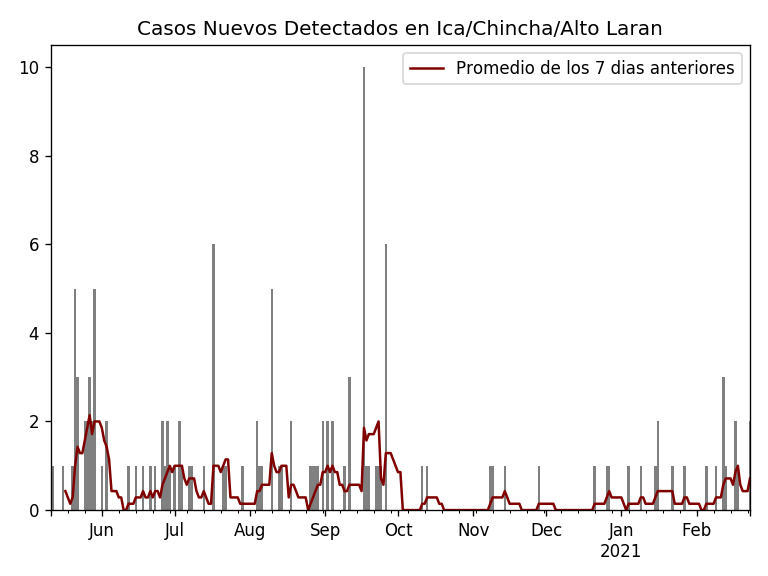 Casos Nuevos Detectados en Ica/Chincha/Alto Laran
Promedio de los 7 dias anteriores
10
8
6
4
2
0
Jun Jul Aug Sep Oct Nov Dec Jan Feb
2021